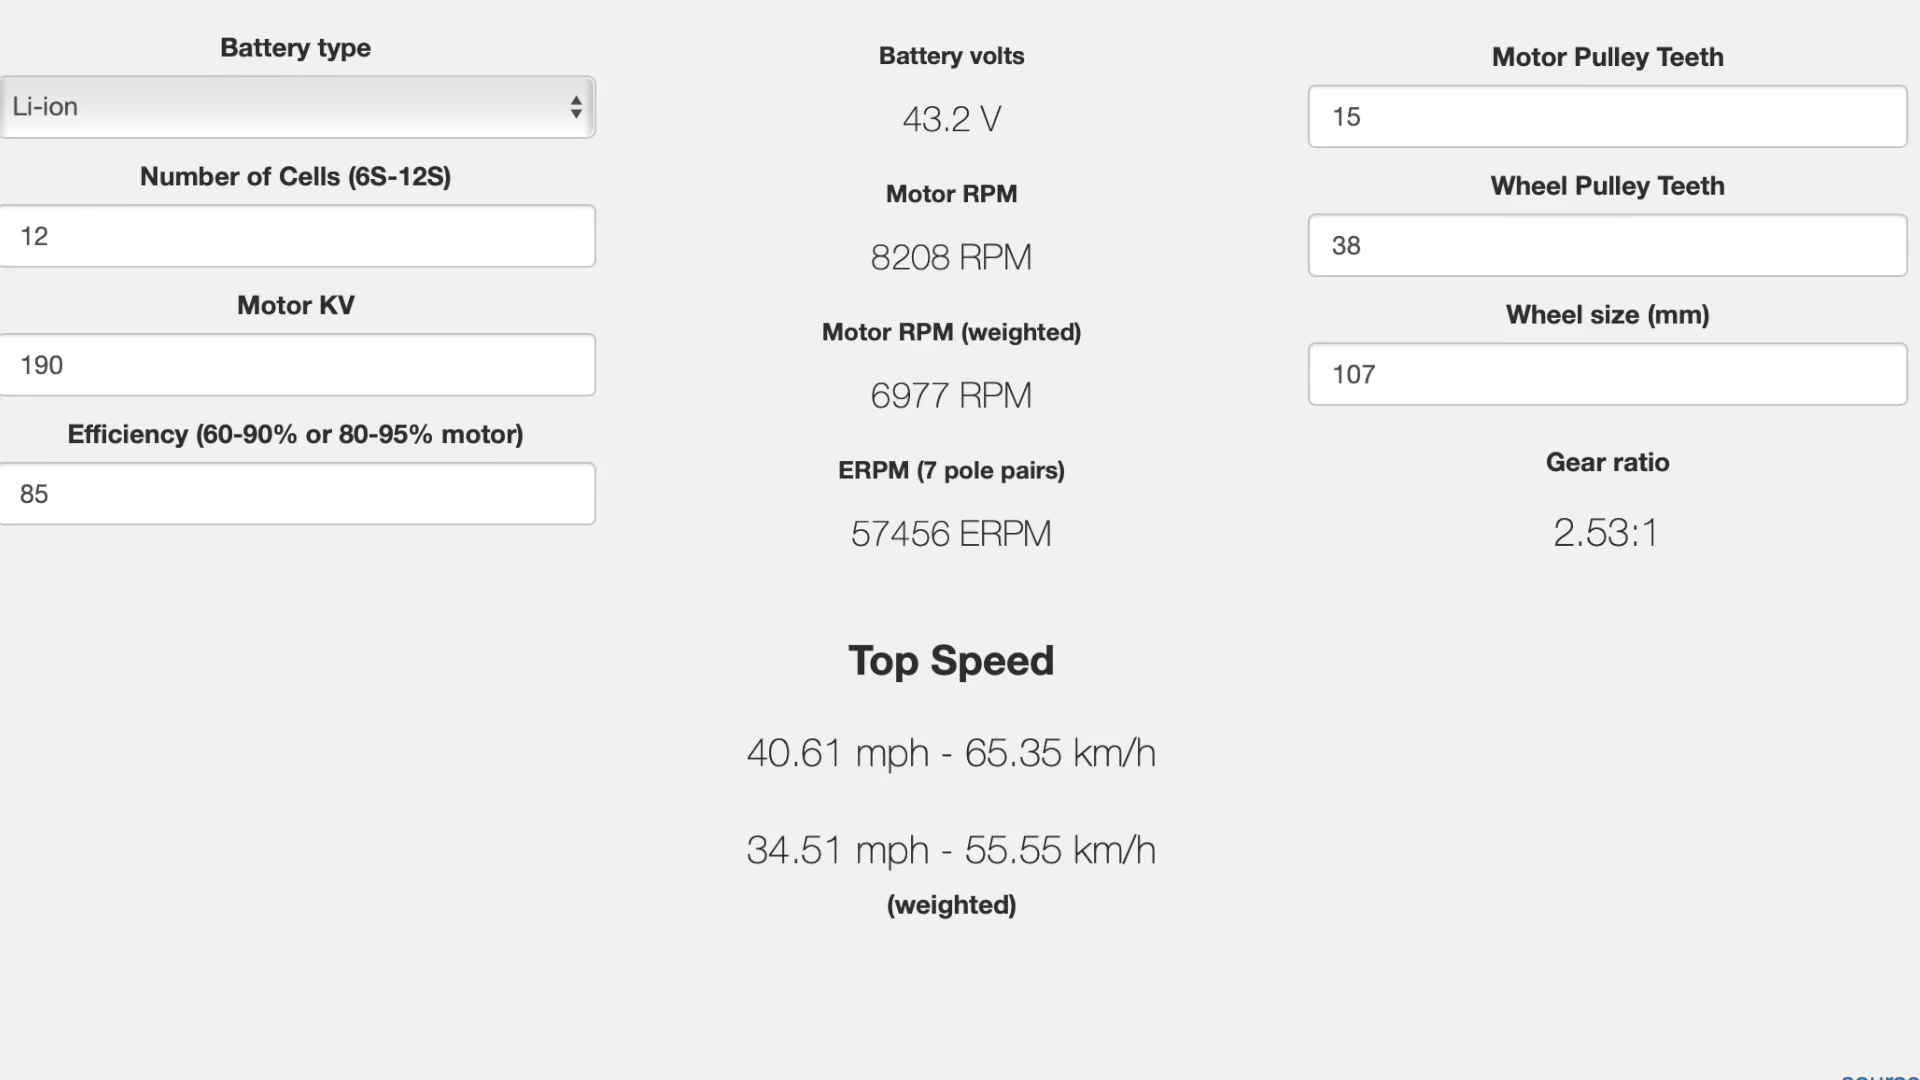 Battery type
Li-ion
Number of Cells (6S-12S)
12
Motor KV
190
Efficiency (60-90% or 80-95% motor)
85
Battery volts
43.2 V
Motor RPM
8208 RPM
Motor RPM (weighted)
6977 RPM
ERPM (7 pole pairs)
57456 ERPM
Motor Pulley Teeth
15
Wheel Pulley Teeth
38
Wheel size (mm)
107
Gear ratio
2.53:1
Top Speed
40.61 mph - 65.35 km/h
34.51 mph - 55.55 km/h
(weighted)